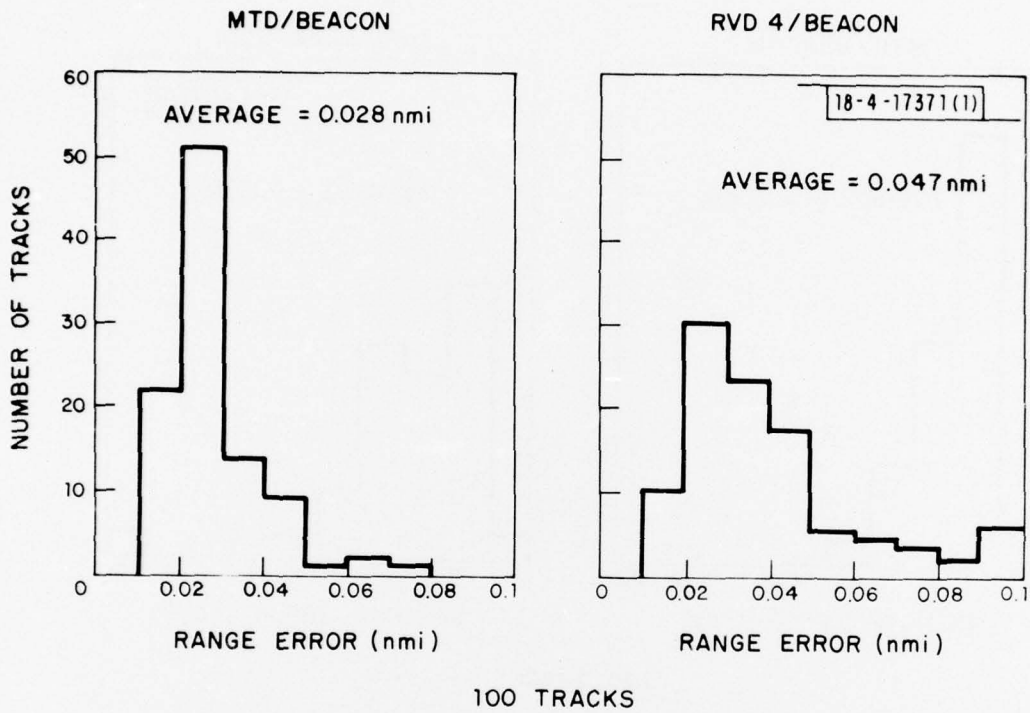 MTD/BEACON
RVD 4/BEACON
AVERAGE = 0.028 nmi
18-4-17371(1)
AVERAGE = 0.047 nmi
NUMBER OF TRACKS
60
50
40
30
20
10
0
0 0.02 0.04 0.06 0.08 0.1
0 0.02 0.04 0.06 0.08 0.1
RANGE ERROR (nmi)
RANGE ERROR (nmi)
100 TRACKS